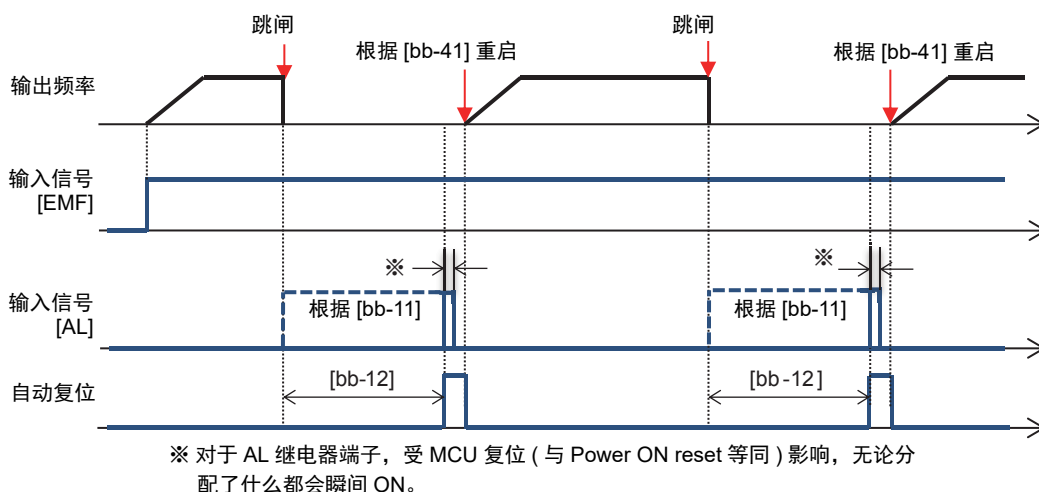 跳闸
跳闸
根据 [bb-41] 重启
根据 [bb-41] 重启
输出频率
输入信号
[EMF]
※
※
输入信号
[AL]
根据 [bb-11]
根据 [bb-11]
自动复位
[bb-12]
[bb-12]
※ 对于 AL 继电器端子，受 MCU 复位 ( 与 Power ON reset 等同 ) 影响，无论分
配了什么都会瞬间 ON。